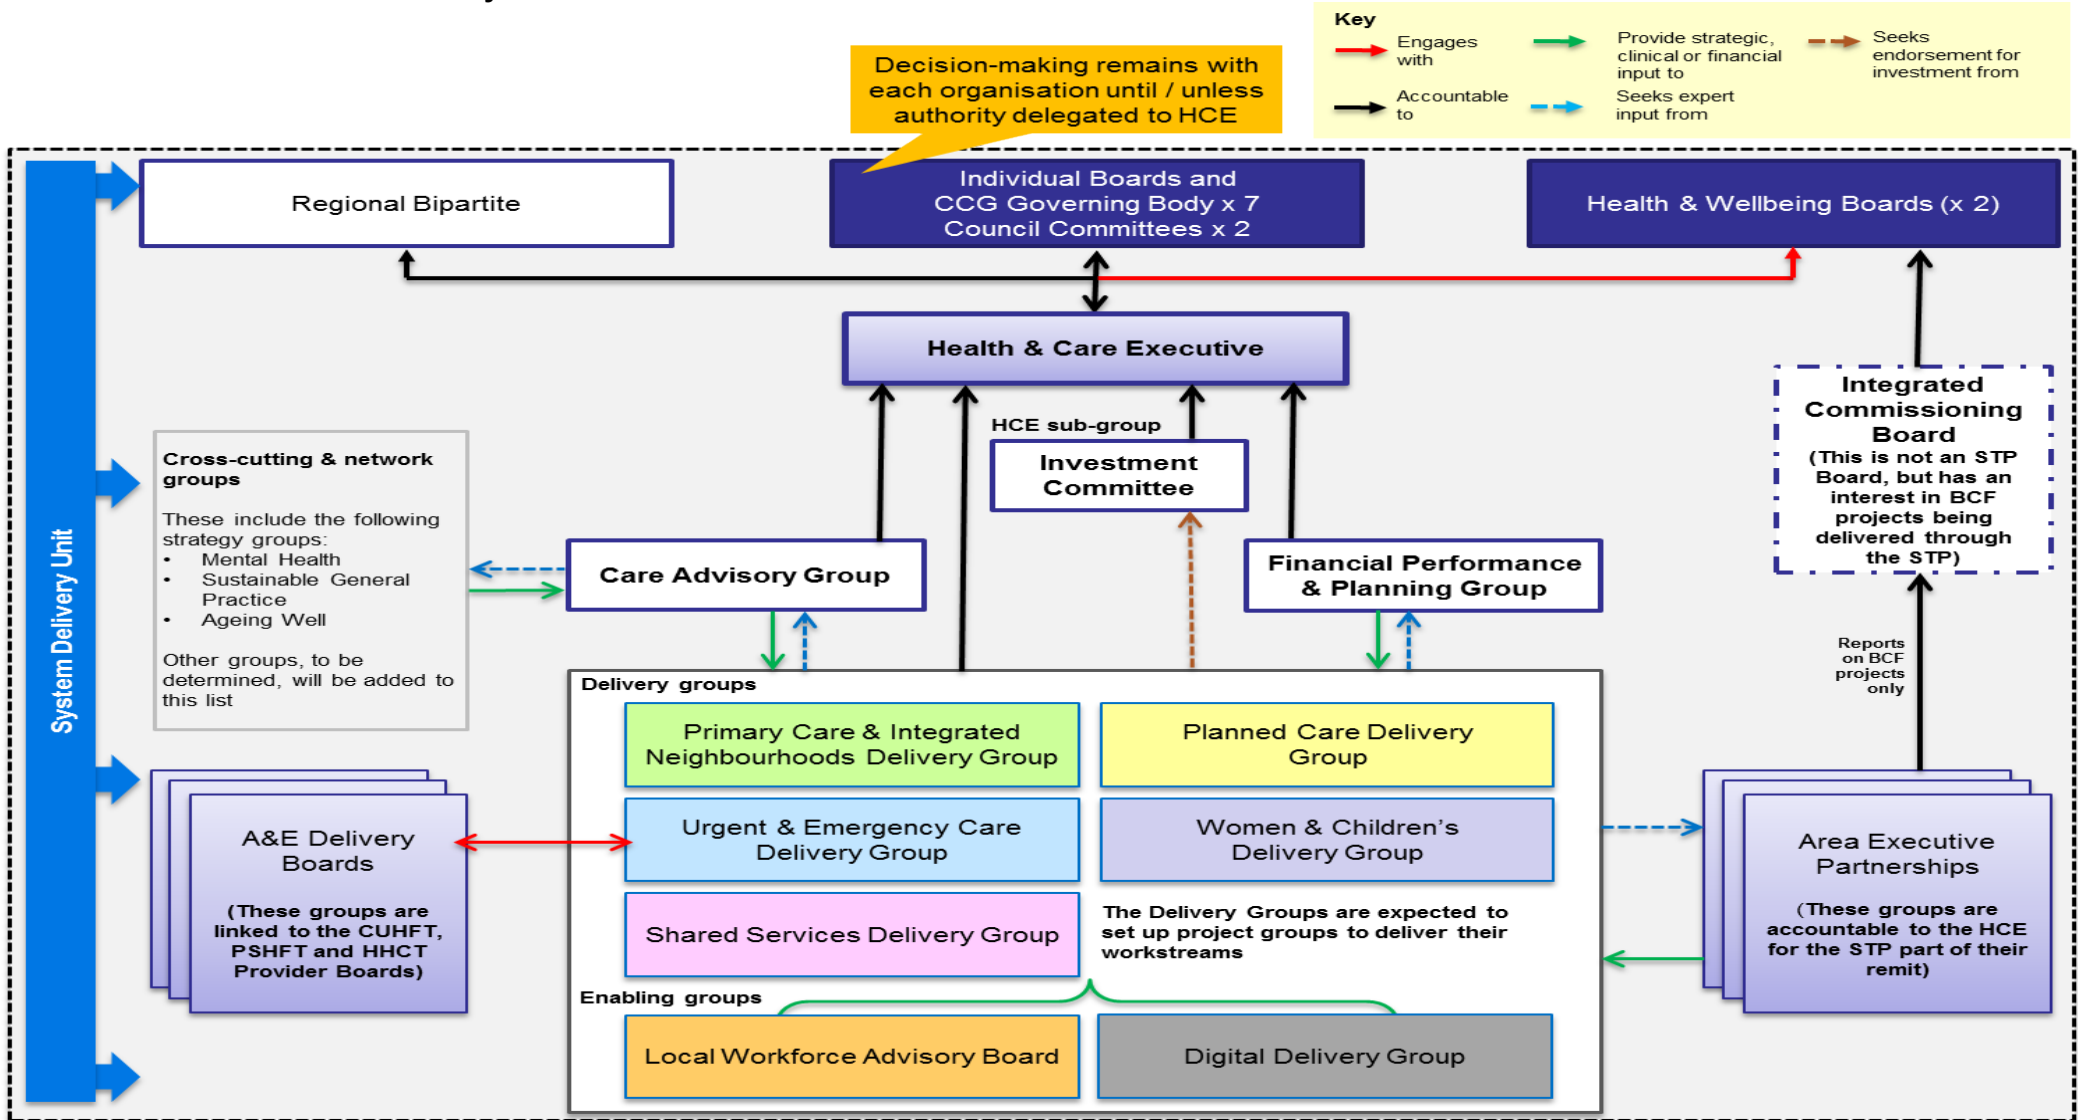 Key
Engages
with
Provide strategic,
clinical or financial
input to
Seeks
endorsement for
investment from
Accountable
to
Seeks expert
input from
Decision-making remains with
each organisation until / unless
authority delegated to HCE
System Delivery Unit
Regional Bipartite
Individual Boards and
CCG Governing Body x 7
Council Committees x 2
Health & Wellbeing Boards (x 2)
Health & Care Executive
HCE sub-group
Investment
Committee
Integrated
Commissioning
Board
(This is not an STP
Board, but has an
interest in BCF
projects being
delivered through
the STP)
Cross-cutting & network
groups
These include the following
strategy groups:
• Mental Health
• Sustainable General
Practice
• Ageing Well
Other groups, to be
determined, will be added to
this list
Care Advisory Group
Financial Performance
& Planning Group
Reports
on BCF
projects
only
Delivery groups
Primary Care & Integrated
Neighbourhoods Delivery Group
Planned Care Delivery
Group
Urgent & Emergency Care
Delivery Group
Women & Children's
Delivery Group
Shared Services Delivery Group
The Delivery Groups are expected to
set up project groups to deliver their
workstreams
Enabling groups
Local Workforce Advisory Board
Digital Delivery Group
A&E Delivery
Boards
(These groups are
linked to the CUHFT,
PSHFT and HHCT
Provider Boards)
Area Executive
Partnerships
(These groups are
accountable to the HCE
for the STP part of their
remit)